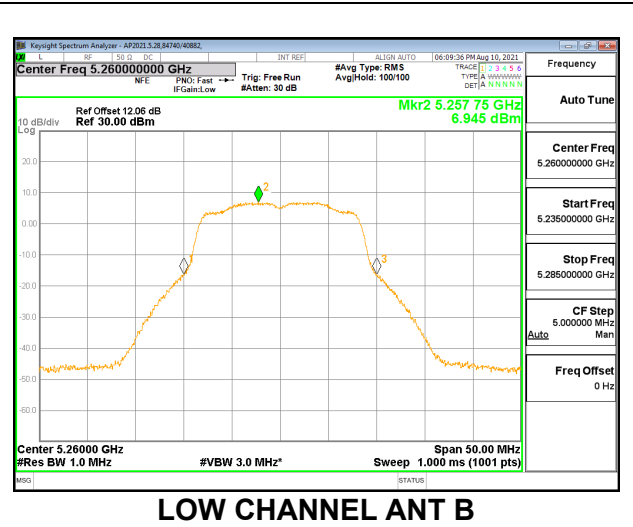 Keysight Spectrum Analyzer - AP2021.5.28,84740/40882,
L RF 50 Ω DC INT REF ALIGN AUTO 06:09:36 PM Aug 10, 2021
Center Freq 5.260000000 GHz
NFE
PNO: Fast
IFGain:Low
Trig: Free Run
#Atten: 30 dB
#Avg Type: RMS
Avg|Hold: 100/100
TRACE 1 2 3 4 5 6
TYPE A WWWWW
DET A N N N N N
Frequency
Auto Tune
Center Freq
5.260000000 GHz
Start Freq
5.235000000 GHz
Stop Freq
5.285000000 GHz
CF Step
5.000000 MHz
Auto Man
Freq Offset
0 Hz
Ref Offset 12.06 dB
10 dB/div Ref 30.00 dBm
Log
Mkr2 5.257 75 GHz
6.945 dBm
20.0
10.0
0.00
-10.0
-20.0
-30.0
-40.0
-50.0
-60.0
1
2
3
Center 5.26000 GHz Span 50.00 MHz
#Res BW 1.0 MHz #VBW 3.0 MHz* Sweep 1.000 ms (1001 pts)
MSG STATUS
LOW CHANNEL ANT B